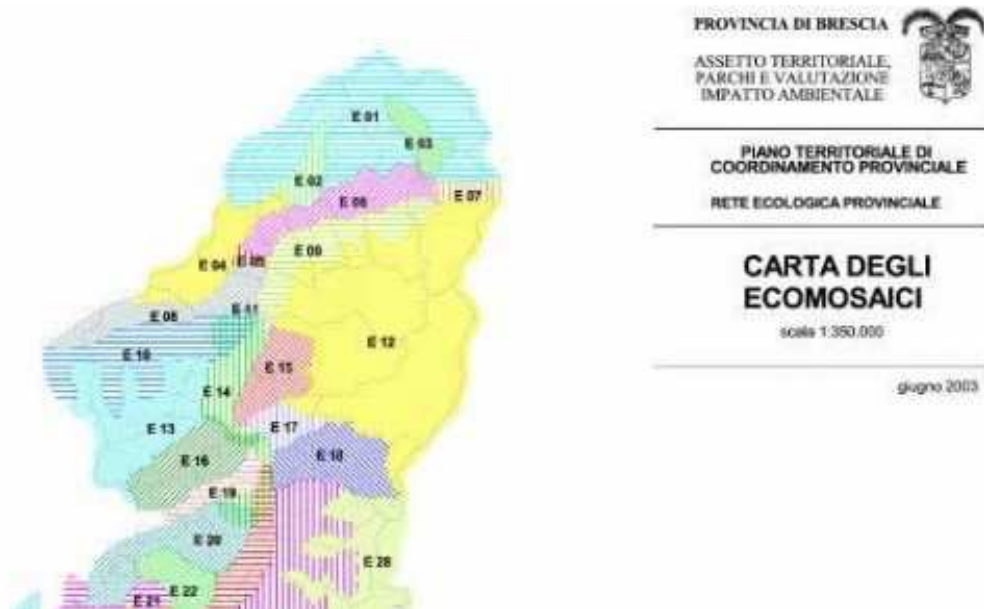 PROVINCIA DI BRESCIA
ASSETTO TERRITORIALE,
PARCHI E VALUTAZIONE
IMPATTO AMBIENTALE
PIANO TERRITORIALE DI
COORDINAMENTO PROVINCIALE
RETE ECOLOGICA PROVINCIALE
CARTA DEGLI
ECOMOSAICI
scala 1:350.000
giugno 2003
E 01
E 03
E 02
E 07
E 06
E 09
E 05
E 04
E 11
E 08
E 12
E 10
E 15
E 14
E 17
E 13
E 18
E 16
E 19
E 20
E 28
E 22
E 21